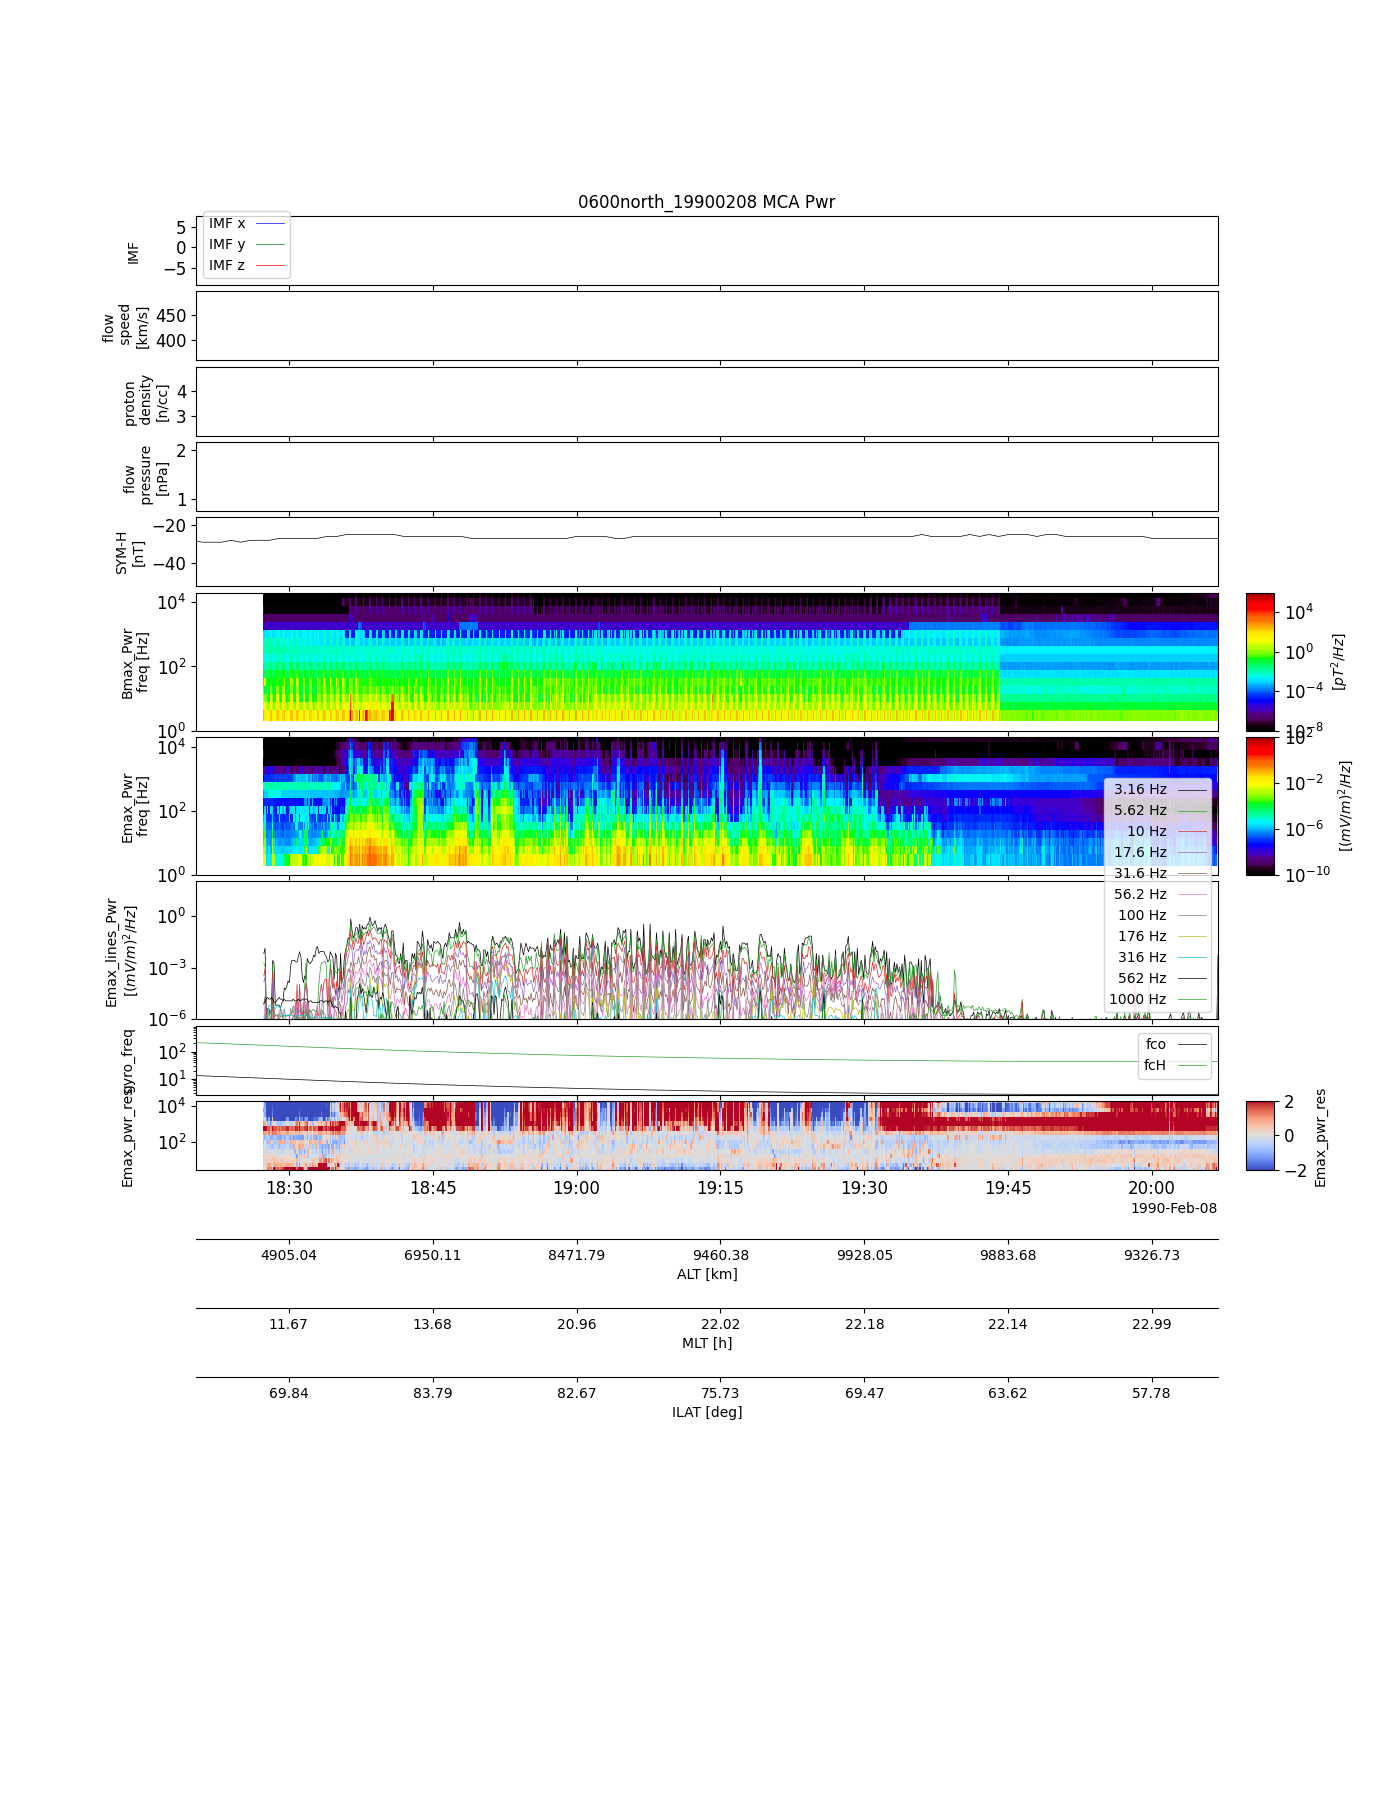 0600north_19900208 MCA Pwr
IMF
5
0
−5
IMF x
IMF y
IMF z
flow
speed
[km/s]
450
400
proton
density
[n/cc]
4
3
flow
pressure
[nPa]
2
1
SYM-H
[nT]
−20
−40
Bmax_Pwr
freq [Hz]
10^4
10^2
10^0
10^4
10^0
10^−4
10^−8
[pT^2/Hz]
Emax_Pwr
freq [Hz]
10^4
10^2
10^0
10^2
10^−2
10^−6
10^−10
[(mV/m)^2/Hz]
3.16 Hz
5.62 Hz
10 Hz
17.6 Hz
31.6 Hz
56.2 Hz
100 Hz
176 Hz
316 Hz
562 Hz
1000 Hz
Emax_lines_Pwr
[(mV/m)^2/Hz]
10^0
10^−3
10^−6
gyro_freq
10^2
10^1
fco
fcH
Emax_pwr_res
10^4
10^2
2
0
−2
Emax_pwr_res
18:30 18:45 19:00 19:15 19:30 19:45 20:00
1990-Feb-08
4905.04 6950.11 8471.79 9460.38 9928.05 9883.68 9326.73
ALT [km]
11.67 13.68 20.96 22.02 22.18 22.14 22.99
MLT [h]
69.84 83.79 82.67 75.73 69.47 63.62 57.78
ILAT [deg]